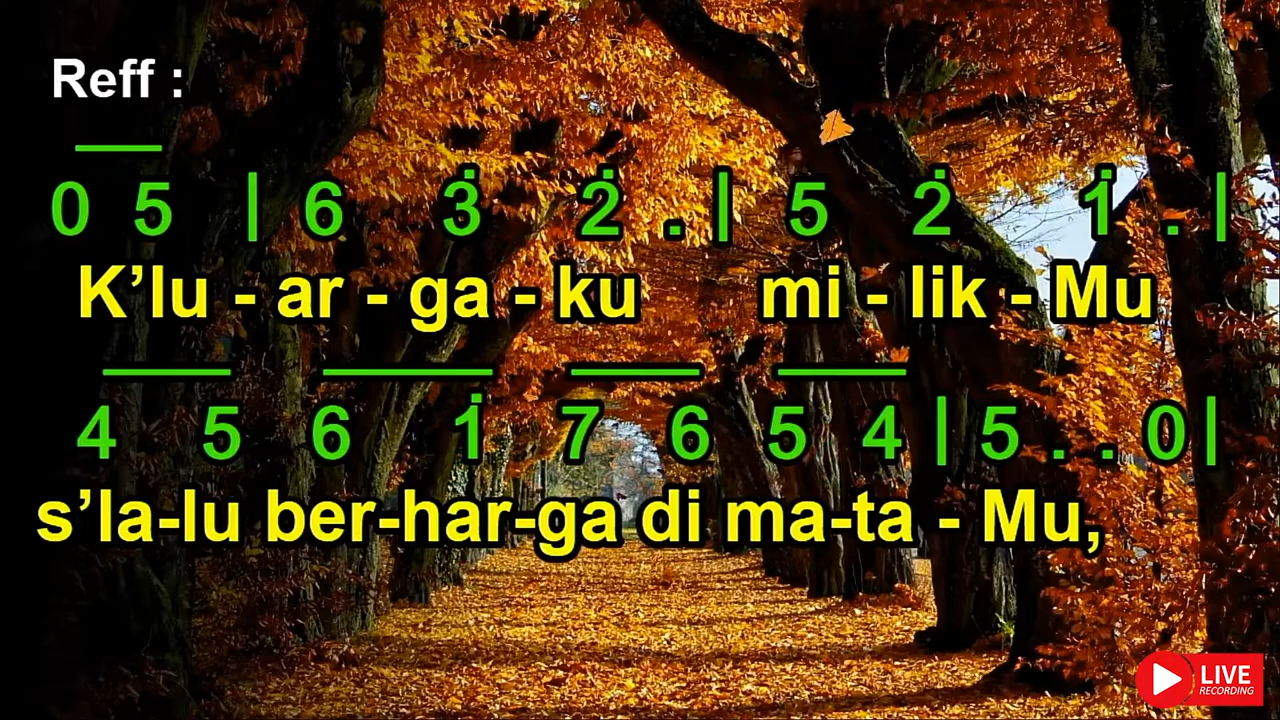 Reff :
0 5 | 6 3̇ 2̇ . | 5 2̇ 1̇ . |
K’lu - ar - ga - ku mi - lik - Mu
4 5 6 1̇ 7 6 5 4 | 5 . . 0 |
s’la-lu ber-har-ga di ma-ta - Mu,
LIVE
RECORDING